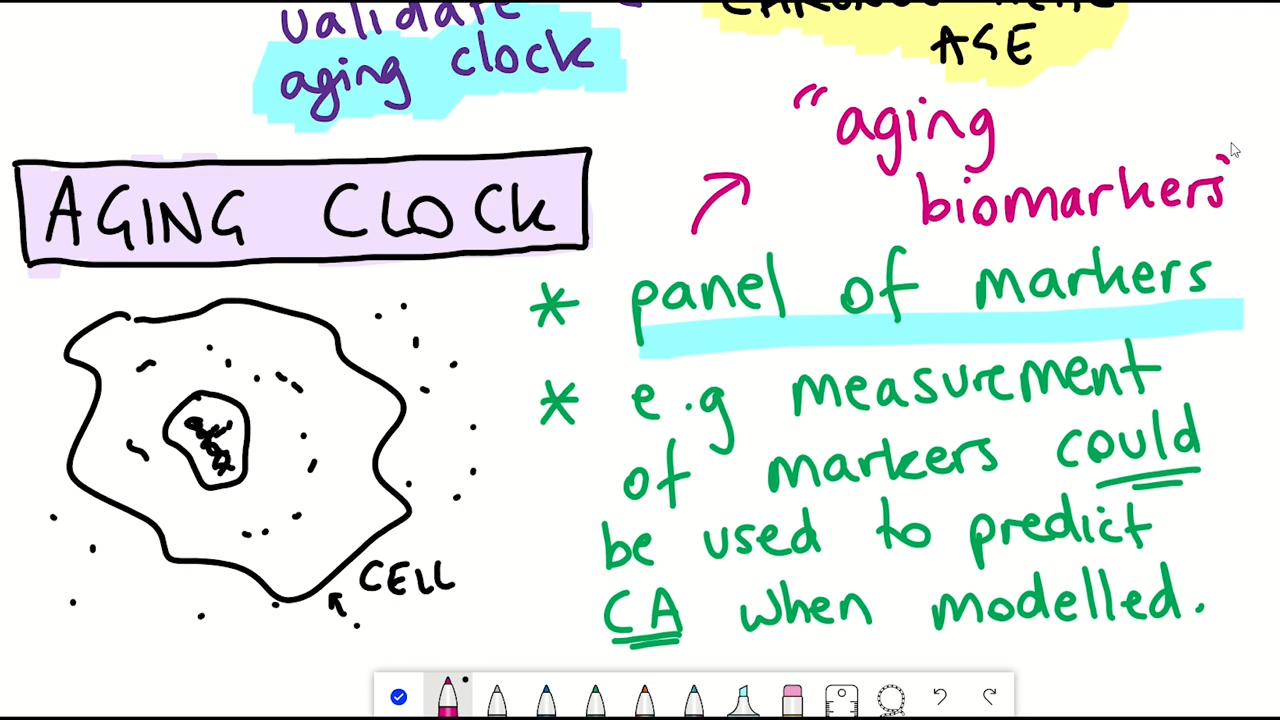 validate
aging clock
AGE
AGING CLOCK
"aging
biomarkers"
* panel of markers
* e.g measurement
of markers could
be used to predict
CA when modelled.
CELL